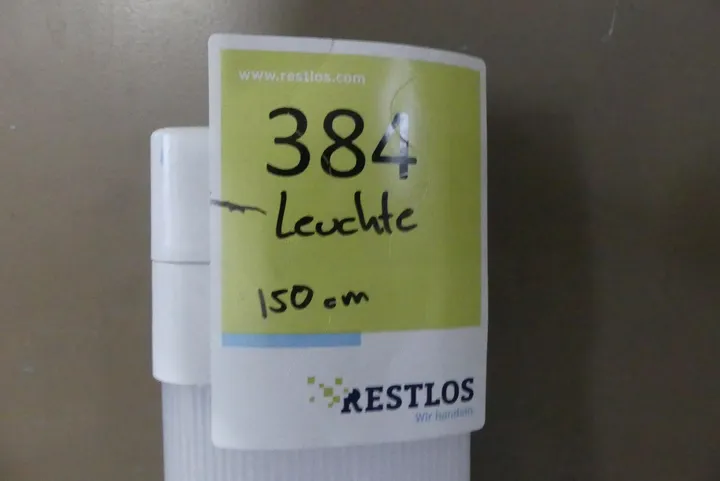 www.restlos.com
384
Leuchte
150 cm
RESTLOS
Wir handeln